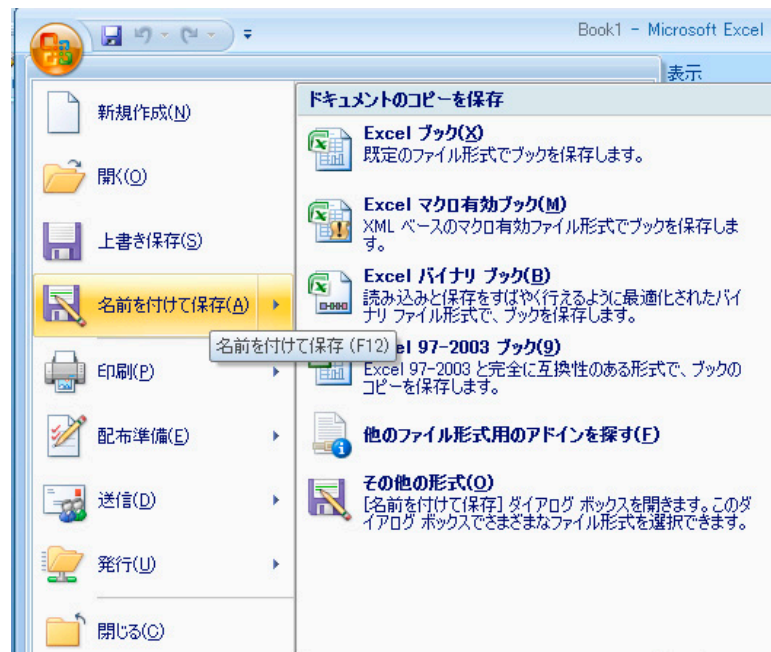 Book1 - Microsoft Excel
表示
新規作成(N)
開く(O)
上書き保存(S)
名前を付けて保存(A)
名前を付けて保存 (F12)
印刷(P)
配布準備(E)
送信(D)
発行(U)
閉じる(C)
ドキュメントのコピーを保存
Excel ブック(X)
既定のファイル形式でブックを保存します。
Excel マクロ有効ブック(M)
XML ベースのマクロ有効ファイル形式でブックを保存しま
す。
Excel バイナリ ブック(B)
読み込みと保存をすばやく行えるように最適化されたバイ
ナリ ファイル形式で、ブックを保存します。
el 97-2003 ブック(9)
Excel 97-2003 と完全に互換性のある形式で、ブックの
コピーを保存します。
他のファイル形式用のアドインを探す(F)
その他の形式(O)
[名前を付けて保存] ダイアログ ボックスを開きます。このダ
イアログ ボックスでさまざまなファイル形式を選択できます。